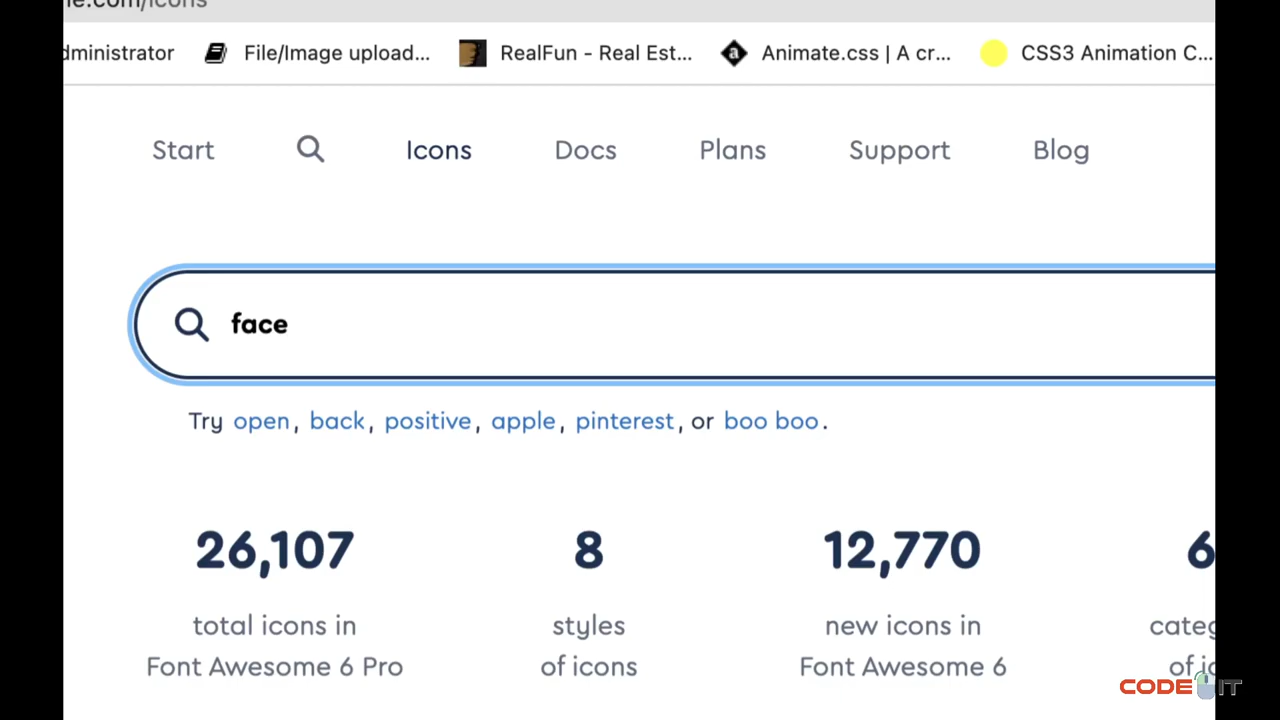 dministrator File/Image upload... RealFun - Real Est... Animate.css | A cr... CSS3 Animation C...
Start Icons Docs Plans Support Blog
face
Try open, back, positive, apple, pinterest, or boo boo.
26,107 8 12,770 6
total icons in styles new icons in categ
Font Awesome 6 Pro of icons Font Awesome 6
CODE IT